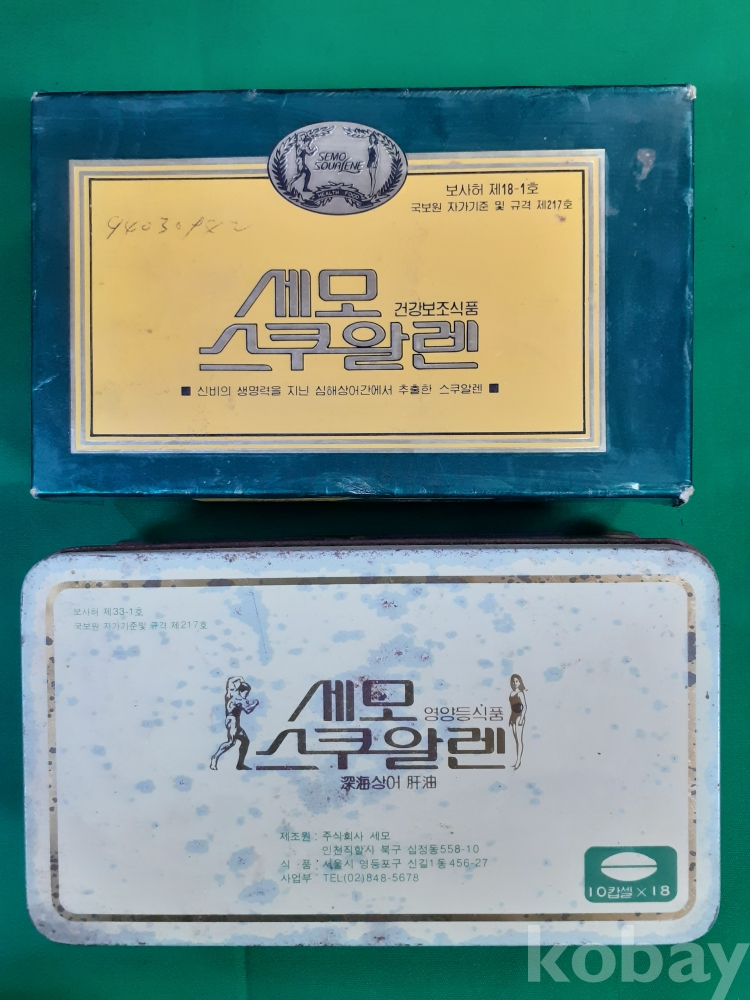 SEMO
SQUALENE
HEALTH FOOD
보사허 제18-1호
국보원 자가기준 및 규격 제217호
세모 건강보조식품
스쿠알렌
■ 신비의 생명력을 지닌 심해상어간에서 추출한 스쿠알렌 ■
보사허 제33-1호
국보원 자가기준및 규격 제217호
세모 영양등식품
스쿠알렌
深海상어 肝油
제조원 : 주식회사 세모
인천직할시 북구 십정동558-10
식 품 : 서울시 영등포구 신길1동456-27
사업부 TEL(02)848-5678
10캅셀×18
kobay